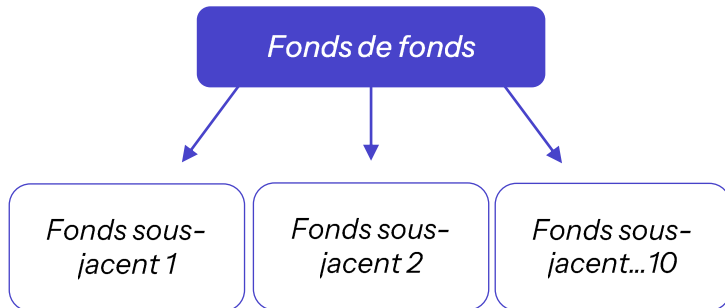 Fonds de fonds
Fonds sous-
jacent 1
Fonds sous-
jacent 2
Fonds sous-
jacent...10